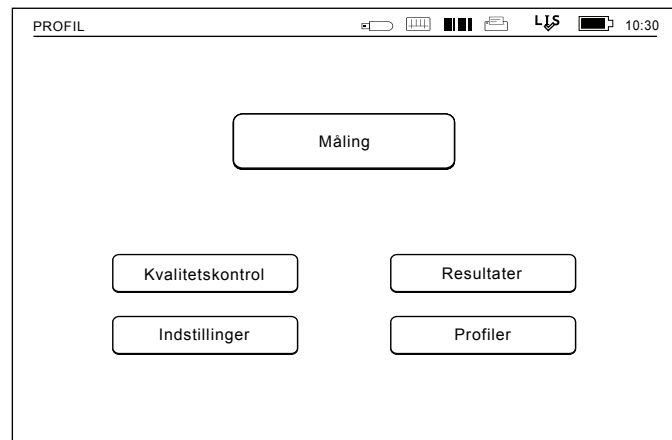 PROFIL LIS 10:30
Måling
Kvalitetskontrol Resultater
Indstillinger Profiler